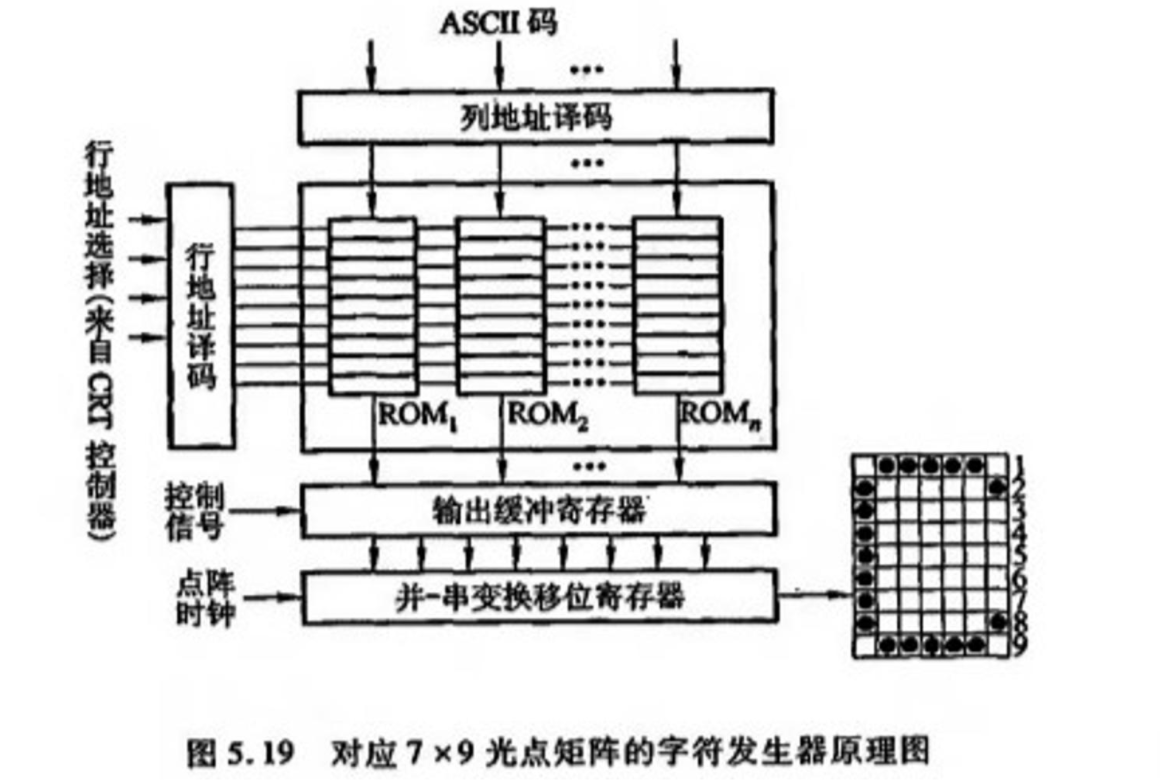 ASCII 码
列地址译码
行地址选择(来自 CRT 控制器)
行地址译码
ROM₁
ROM₂
ROMₙ
控制信号
输出缓冲寄存器
点阵时钟
并-串变换移位寄存器
1
2
3
4
5
6
7
8
9
图 5.19 对应 7×9 光点矩阵的字符发生器原理图